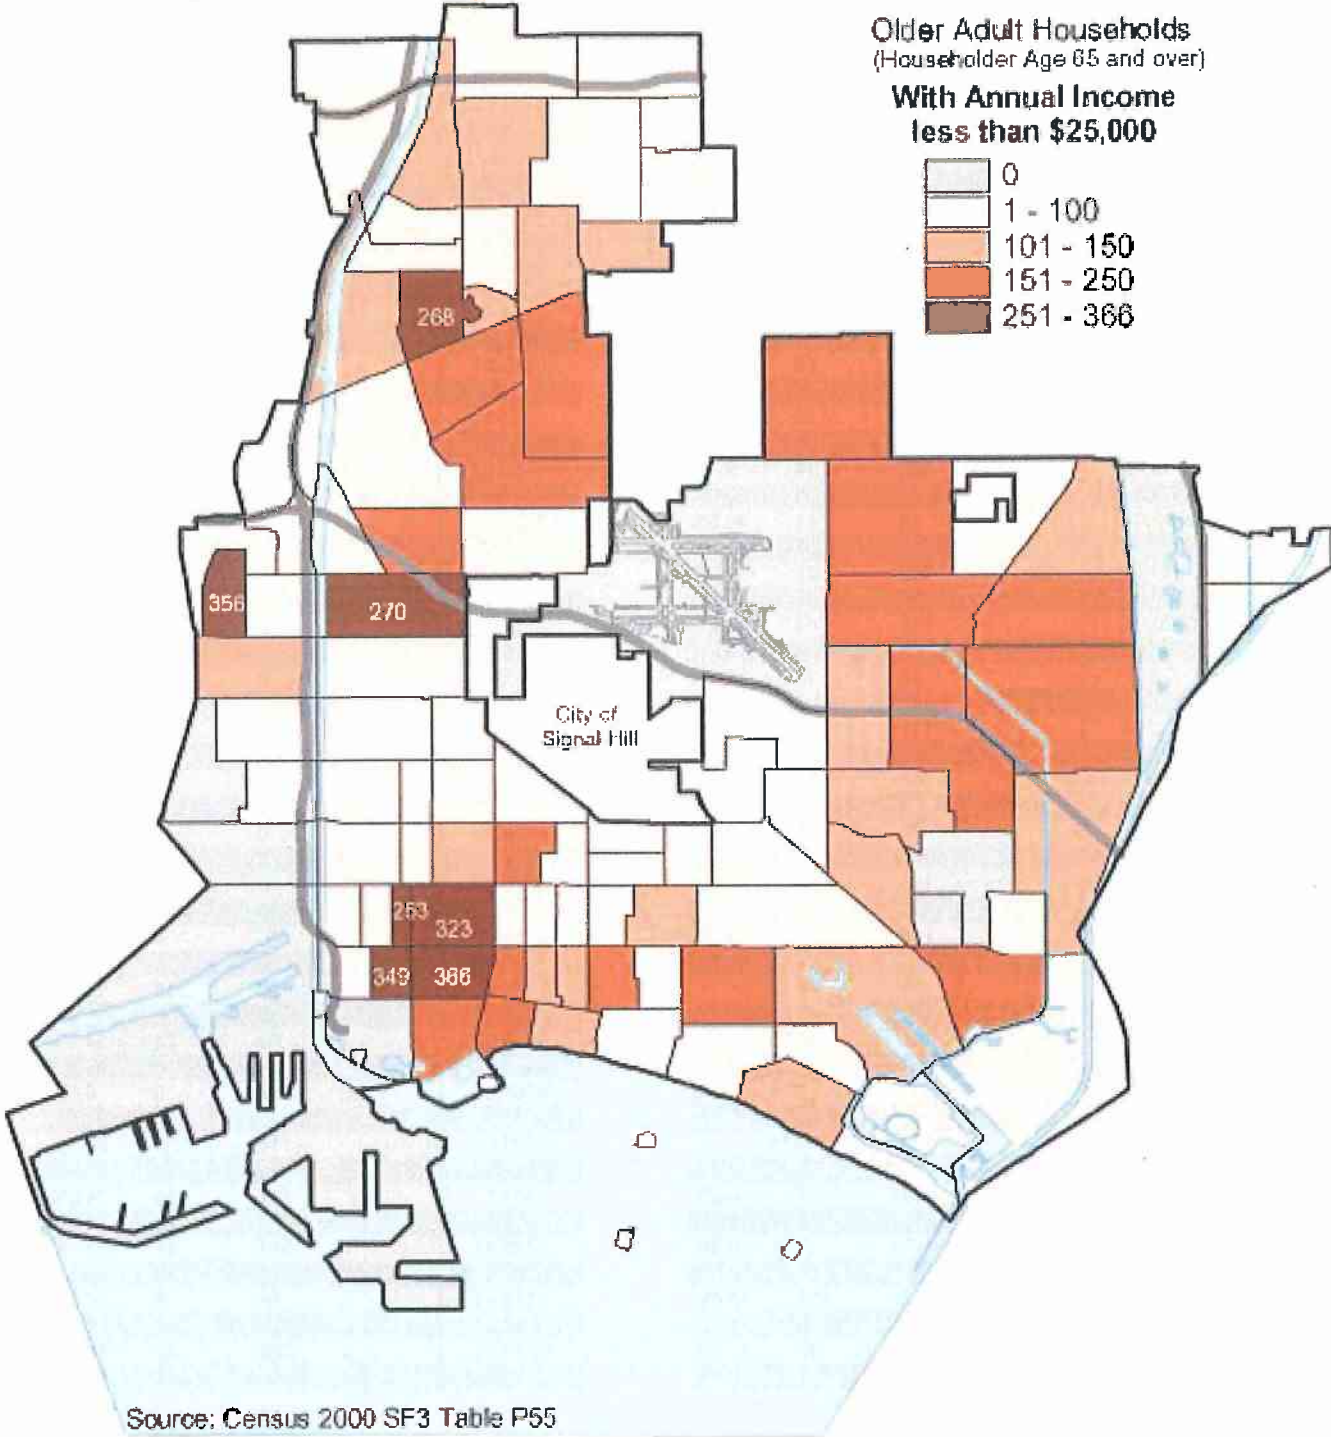 Older Adult Households
(Householder Age 65 and over)
With Annual Income
less than $25,000
0
1 - 100
101 - 150
151 - 250
251 - 366
268
356
270
City of
Signal Hill
253
323
349
366
Source: Census 2000 SF3 Table P55